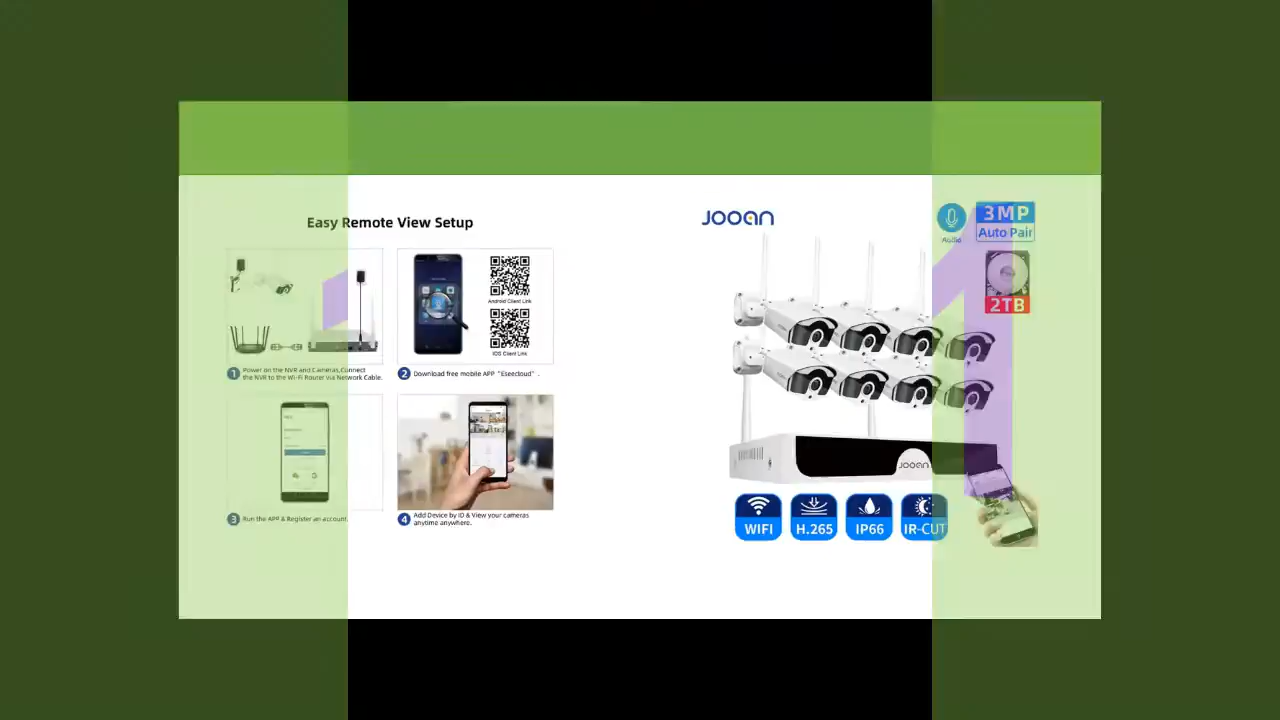 Easy Remote View Setup
Android Client Link
IOS Client Link
1 Power on the NVR and Cameras,Connect
the NVR to the Wi-Fi Router via Network Cable.
2 Download free mobile APP "Eseecloud" .
3 Run the APP & Register an account.
4 Add Device by ID & View your cameras
anytime anywhere.
JOOAN
Audio
3MP
Auto Pair
2TB
JOOAN
WIFI
H.265
IP66
IR-CUT
1